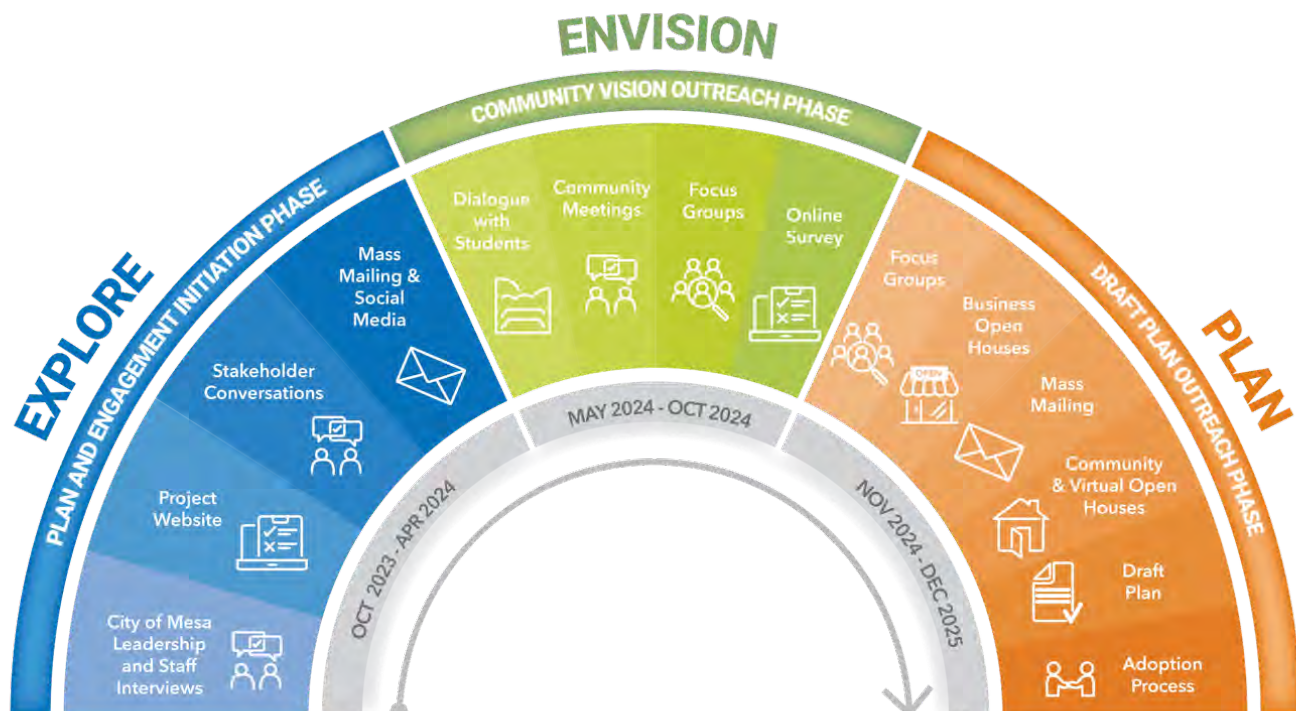 EXPLORE
PLAN AND ENGAGEMENT INITIATION PHASE
City of Mesa
Leadership
and Staff
Interviews
Project
Website
Stakeholder
Conversations
Mass
Mailing &
Social
Media
OCT 2023 - APR 2024
ENVISION
COMMUNITY VISION OUTREACH PHASE
Dialogue
with
Students
Community
Meetings
Focus
Groups
Online
Survey
MAY 2024 - OCT 2024
PLAN
DRAFT PLAN OUTREACH PHASE
Focus
Groups
Business
Open
Houses
OPEN
Mass
Mailing
Community
& Virtual Open
Houses
Draft
Plan
Adoption
Process
NOV 2024 - DEC 2025